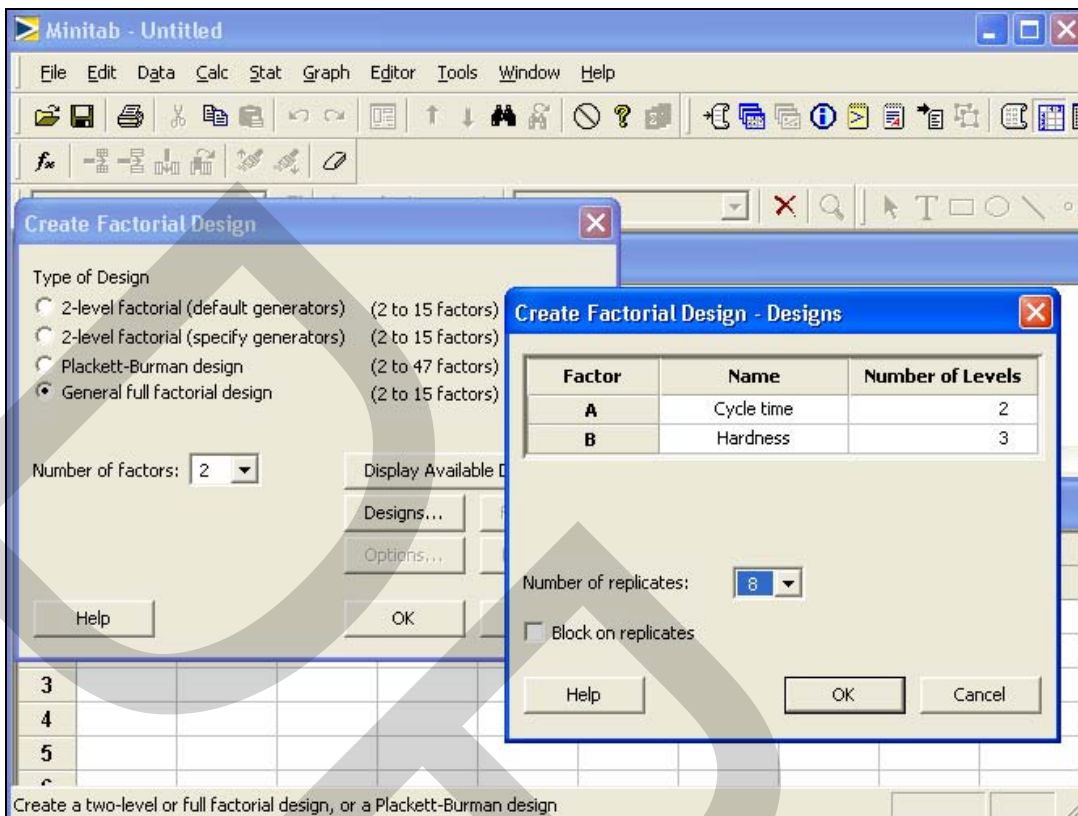 Minitab - Untitled
File Edit Data Calc Stat Graph Editor Tools Window Help
Create Factorial Design
Type of Design
2-level factorial (default generators) (2 to 15 factors)
2-level factorial (specify generators) (2 to 15 factors)
Plackett-Burman design (2 to 47 factors)
General full factorial design (2 to 15 factors)
Number of factors: 2
Display Available
Designs...
Options...
Help OK
Create Factorial Design - Designs
Factor Name Number of Levels
A Cycle time 2
B Hardness 3
Number of replicates: 8
Block on replicates
Help OK Cancel
3
4
5
Create a two-level or full factorial design, or a Plackett-Burman design